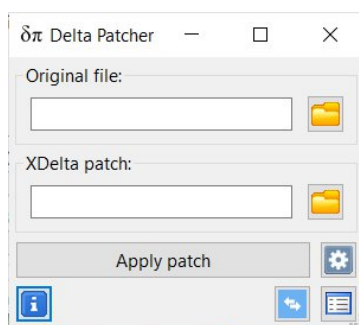 δπ Delta Patcher
Original file:
XDelta patch:
Apply patch